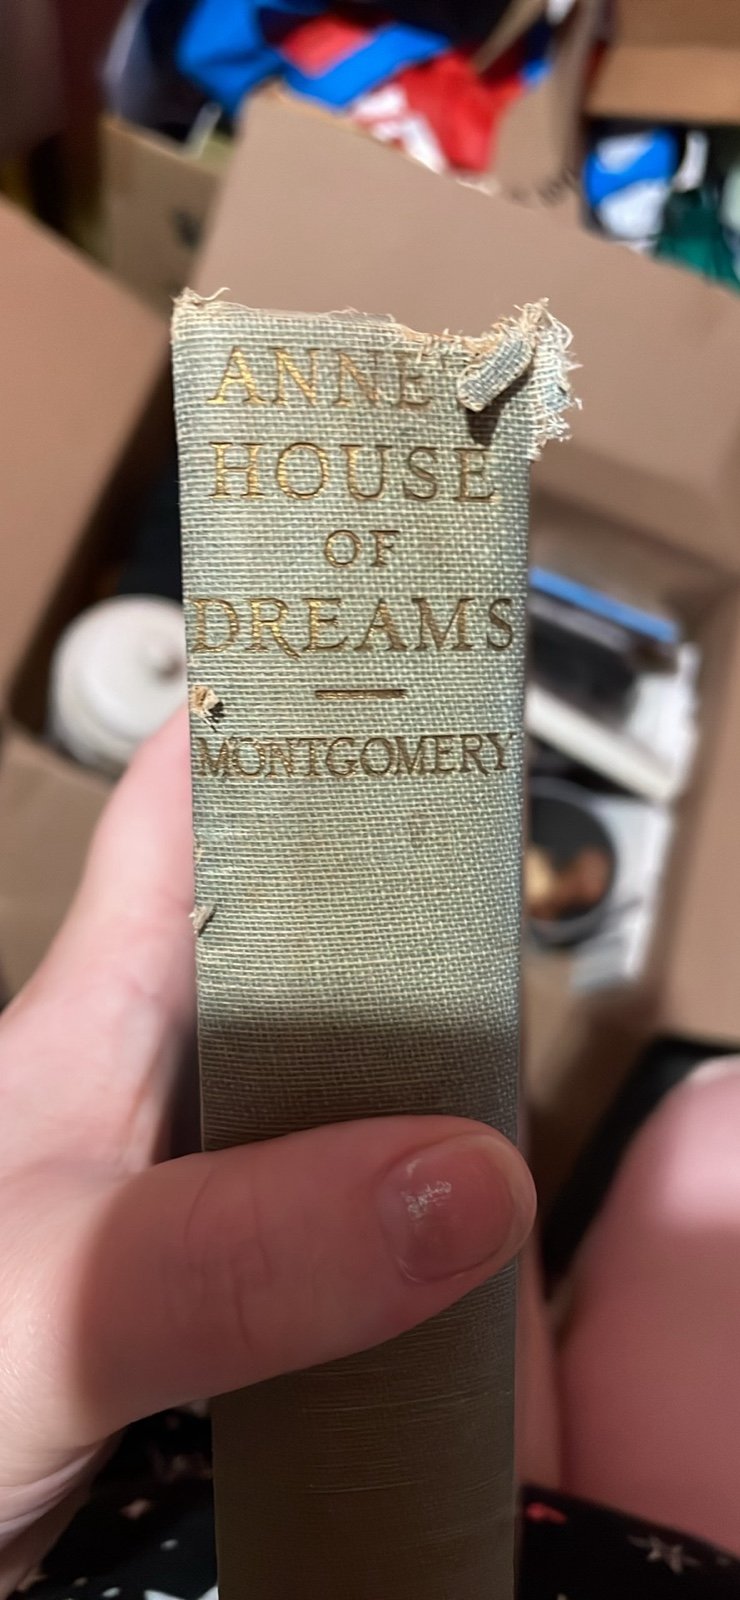 ANNE'
HOUSE
OF
DREAMS
MONTGOMERY